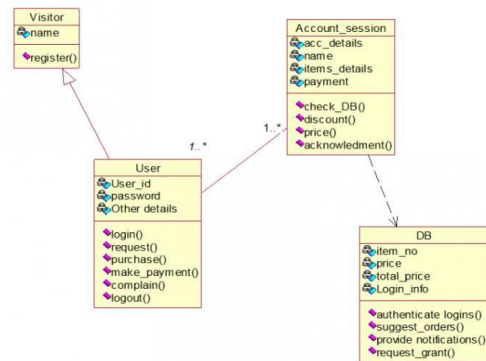 Visitor
name
register()
Account_session
acc_details
name
items_details
payment
check_DB()
discount()
price()
acknowledment()
1..*
1..*
User
User_id
password
Other details
login()
request()
purchase()
make_payment()
complain()
logout()
DB
item_no
price
total_price
Login_info
authenticate logins()
suggest_orders()
provide notifications()
request_grant()